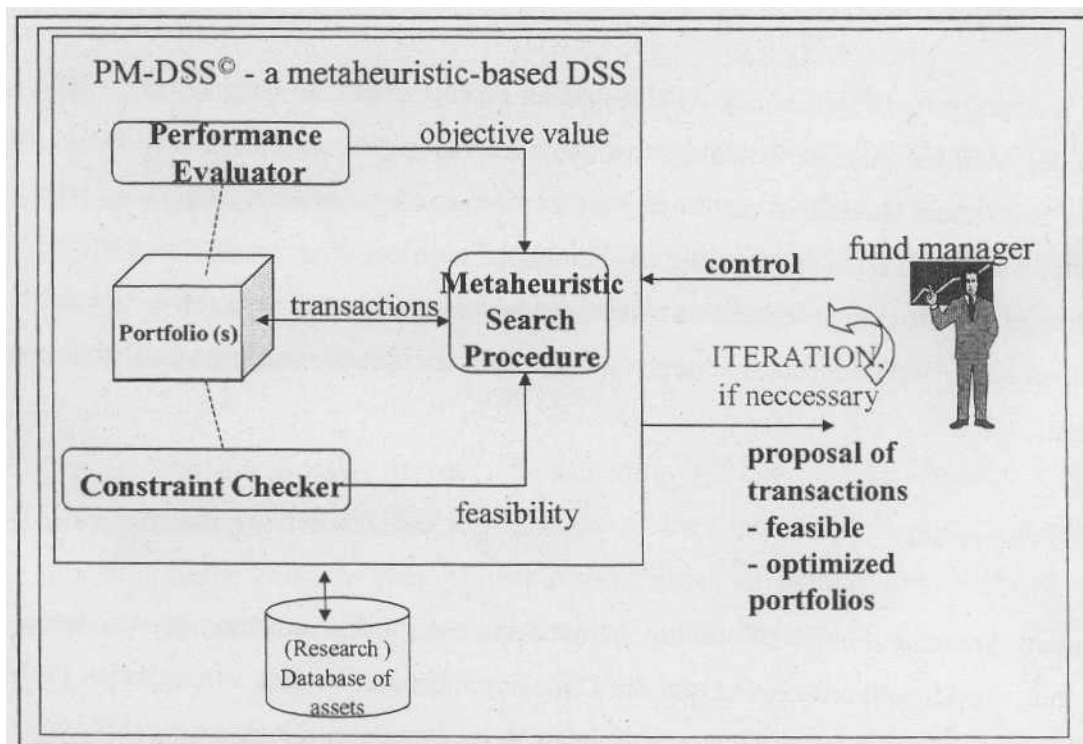 PM-DSS© - a metaheuristic-based DSS
Performance
Evaluator
objective value
Portfolio (s)
transactions
Metaheuristic
Search
Procedure
Constraint Checker
feasibility
(Research )
Database of
assets
fund manager
control
ITERATION,
if neccessary
proposal of
transactions
- feasible
- optimized
portfolios